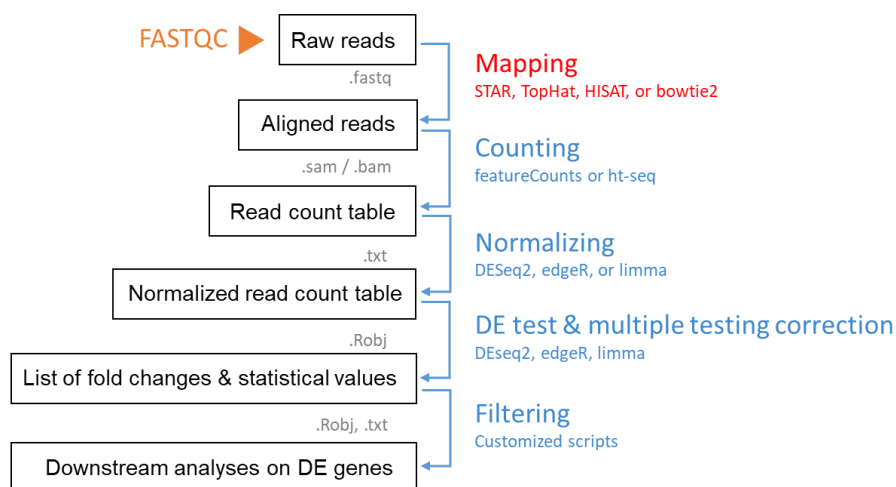 FASTQC
Raw reads
.fastq
Mapping
STAR, TopHat, HISAT, or bowtie2
Aligned reads
.sam / .bam
Counting
featureCounts or ht-seq
Read count table
.txt
Normalizing
DESeq2, edgeR, or limma
Normalized read count table
.Robj
DE test & multiple testing correction
DEseq2, edgeR, limma
List of fold changes & statistical values
.Robj, .txt
Filtering
Customized scripts
Downstream analyses on DE genes